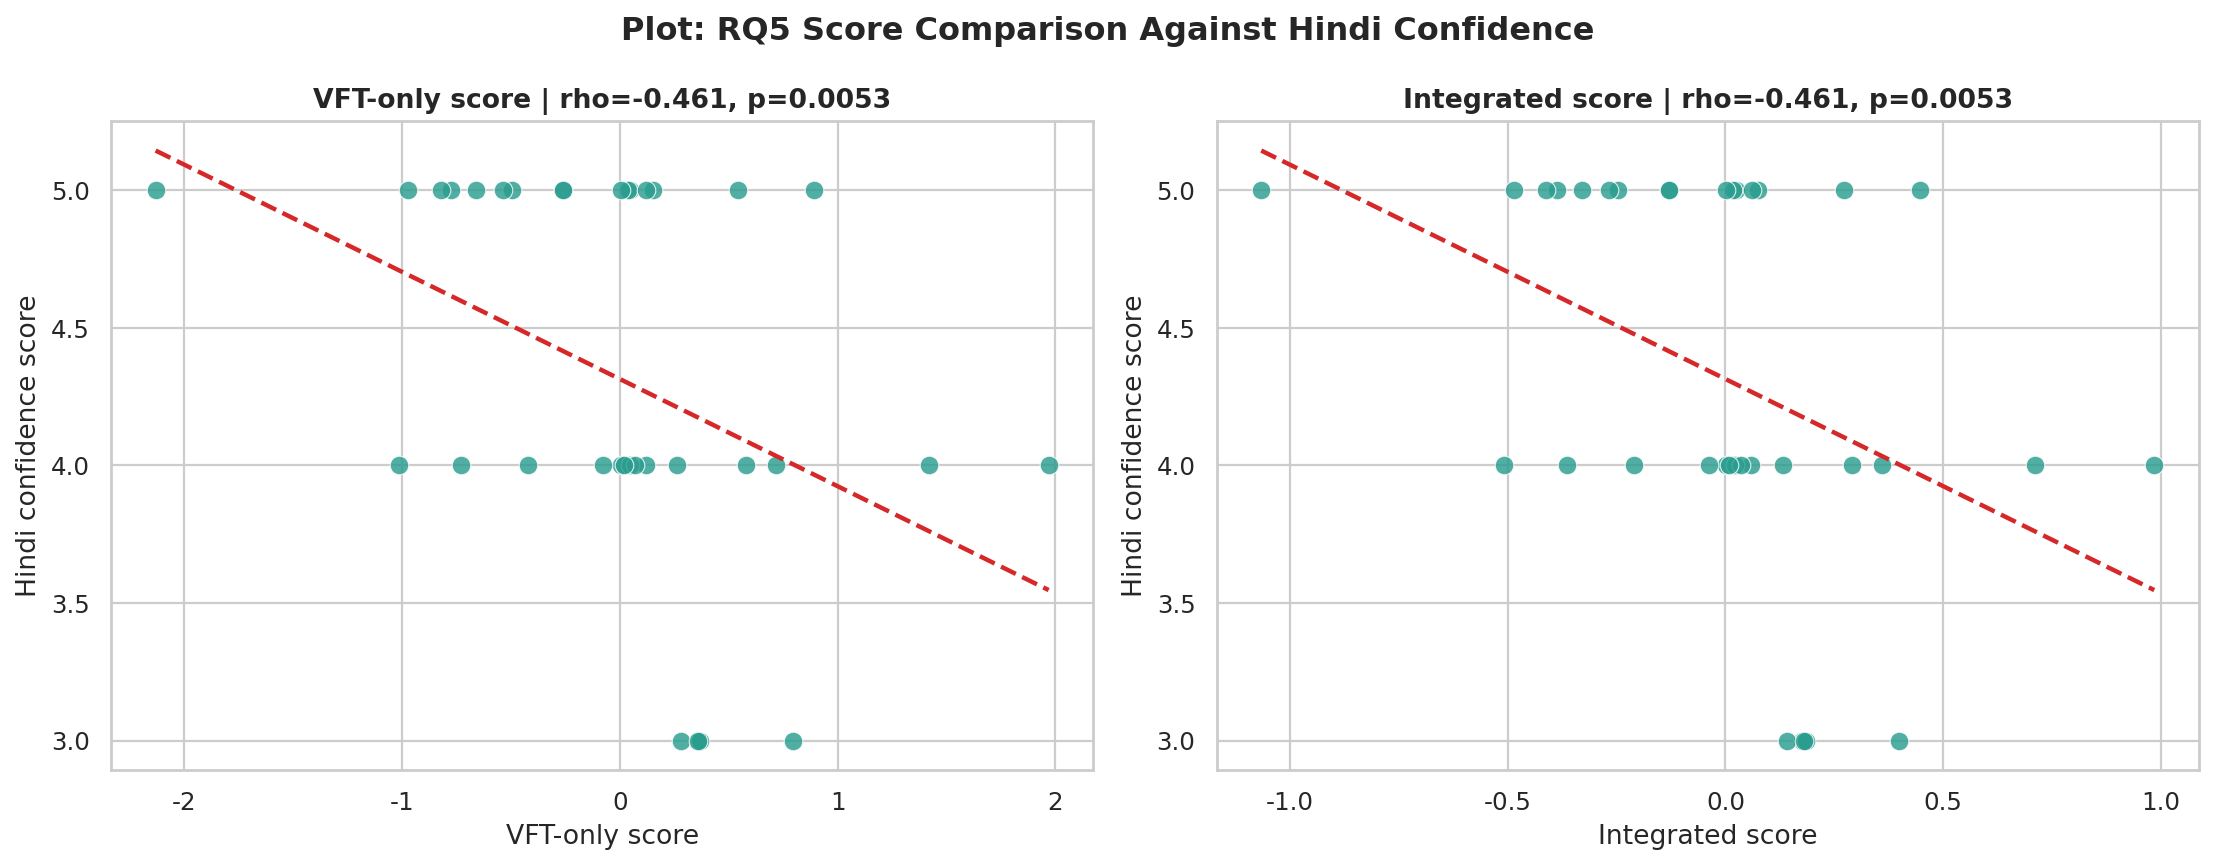 Plot: RQ5 Score Comparison Against Hindi Confidence
VFT-only score | rho=-0.461, p=0.0053
Hindi confidence score
5.0
4.5
4.0
3.5
3.0
-2
-1
0
1
2
VFT-only score
Integrated score | rho=-0.461, p=0.0053
Hindi confidence score
5.0
4.5
4.0
3.5
3.0
-1.0
-0.5
0.0
0.5
1.0
Integrated score